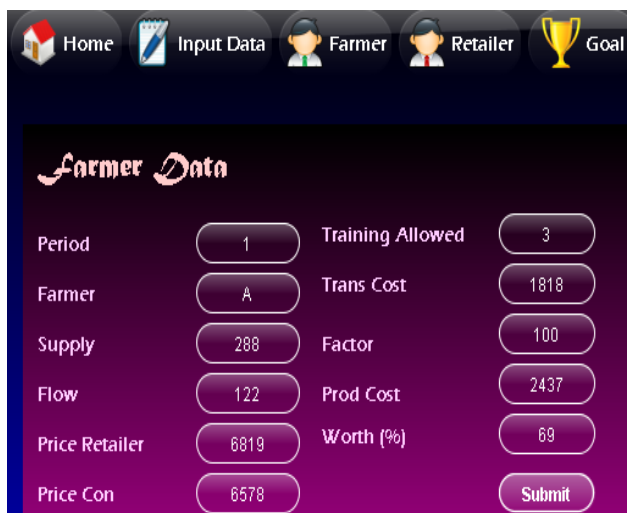 Home Input Data Farmer Retailer Goal
Farmer Data
Period 1 Training Allowed 3
Farmer A Trans Cost 1818
Supply 288 Factor 100
Flow 122 Prod Cost 2437
Price Retailer 6819 Worth (%) 69
Price Con 6578 Submit